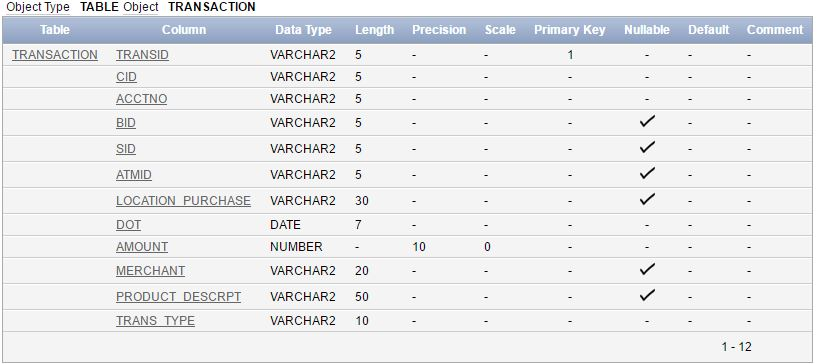 Object Type TABLE Object TRANSACTION
Table Column Data Type Length Precision Scale Primary Key Nullable Default Comment
TRANSACTION TRANSID VARCHAR2 5 - - 1 - - -
CID VARCHAR2 5 - - - - - -
ACCTNO VARCHAR2 5 - - - - - -
BID VARCHAR2 5 - - - ✓ - -
SID VARCHAR2 5 - - - ✓ - -
ATMID VARCHAR2 5 - - - ✓ - -
LOCATION_PURCHASE VARCHAR2 30 - - - ✓ - -
DOT DATE 7 - - - - - -
AMOUNT NUMBER - 10 0 - - - -
MERCHANT VARCHAR2 20 - - - ✓ - -
PRODUCT_DESCRPT VARCHAR2 50 - - - ✓ - -
TRANS_TYPE VARCHAR2 10 - - - - - -
1 - 12